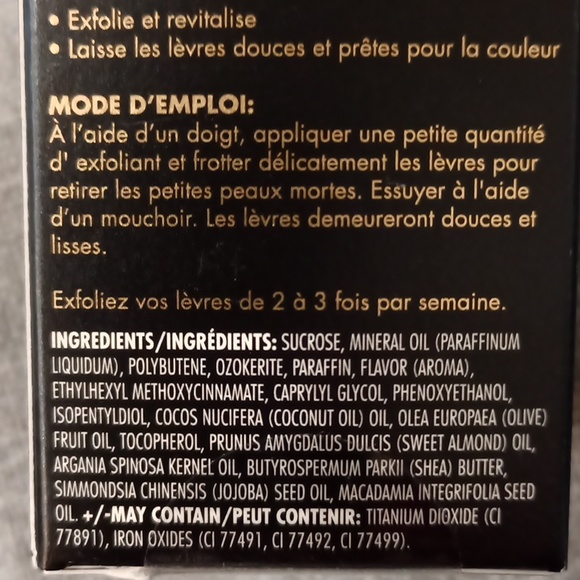 • Exfolie et revitalise
• Laisse les lèvres douces et prêtes pour la couleur
MODE D'EMPLOI:
À l'aide d'un doigt, appliquer une petite quantité
d' exfoliant et frotter délicatement les lèvres pour
retirer les petites peaux mortes. Essuyer à l'aide
d'un mouchoir. Les lèvres demeureront douces et
lisses.
Exfoliez vos lèvres de 2 à 3 fois par semaine.
INGREDIENTS/INGRÉDIENTS: SUCROSE, MINERAL OIL (PARAFFINUM
LIQUIDUM), POLYBUTENE, OZOKERITE, PARAFFIN, FLAVOR (AROMA),
ETHYLHEXYL METHOXYCINNAMATE, CAPRYLYL GLYCOL, PHENOXYETHANOL,
ISOPENTYLDIOL, COCOS NUCIFERA (COCONUT OIL) OIL, OLEA EUROPAEA (OLIVE)
FRUIT OIL, TOCOPHEROL, PRUNUS AMYGDALUS DULCIS (SWEET ALMOND) OIL,
ARGANIA SPINOSA KERNEL OIL, BUTYROSPERMUM PARKII (SHEA) BUTTER,
SIMMONDSIA CHINENSIS (JOJOBA) SEED OIL, MACADAMIA INTEGRIFOLIA SEED
OIL. +/-MAY CONTAIN/PEUT CONTENIR: TITANIUM DIOXIDE (CI
77891), IRON OXIDES (CI 77491, CI 77492, CI 77499).